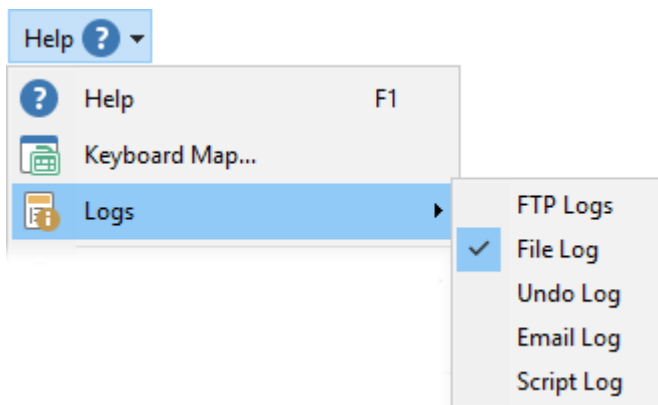 Help
Help F1
Keyboard Map...
Logs
FTP Logs
File Log
Undo Log
Email Log
Script Log